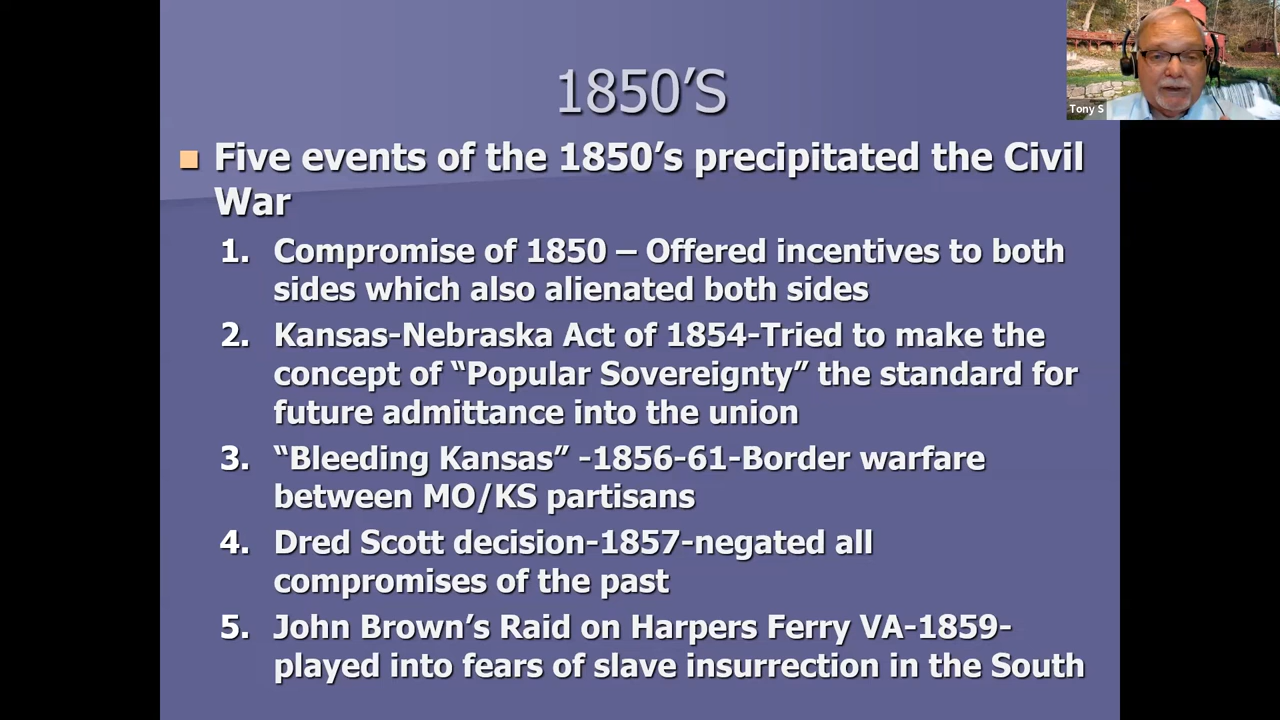 1850’S
Tony S
■ Five events of the 1850’s precipitated the Civil
War
1. Compromise of 1850 – Offered incentives to both
sides which also alienated both sides
2. Kansas-Nebraska Act of 1854-Tried to make the
concept of “Popular Sovereignty” the standard for
future admittance into the union
3. “Bleeding Kansas” -1856-61-Border warfare
between MO/KS partisans
4. Dred Scott decision-1857-negated all
compromises of the past
5. John Brown’s Raid on Harpers Ferry VA-1859-
played into fears of slave insurrection in the South